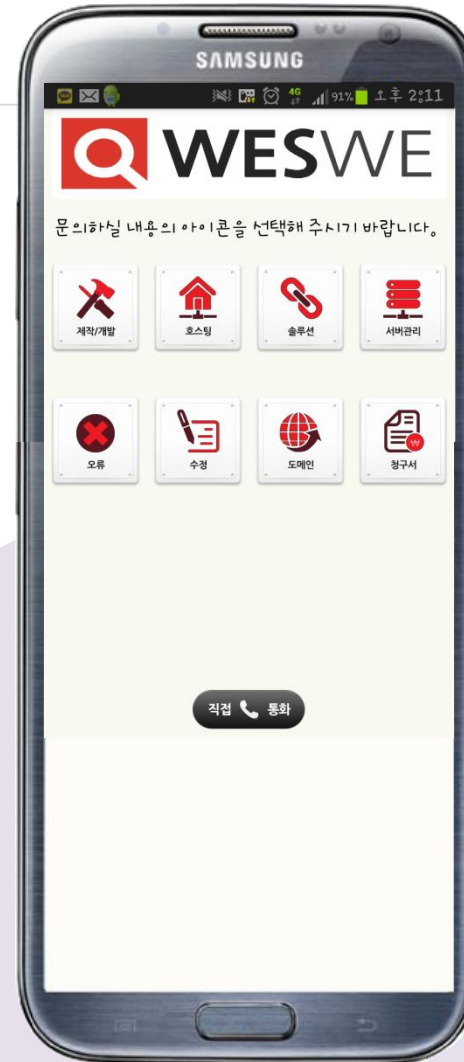 SAMSUNG
4G 91% 오후 2:11
WESWE
문의하실 내용의 아이콘을 선택해 주시기 바랍니다.
제작/개발 호스팅 솔루션 서버관리
오류 수정 도메인 청구서
직접 통화